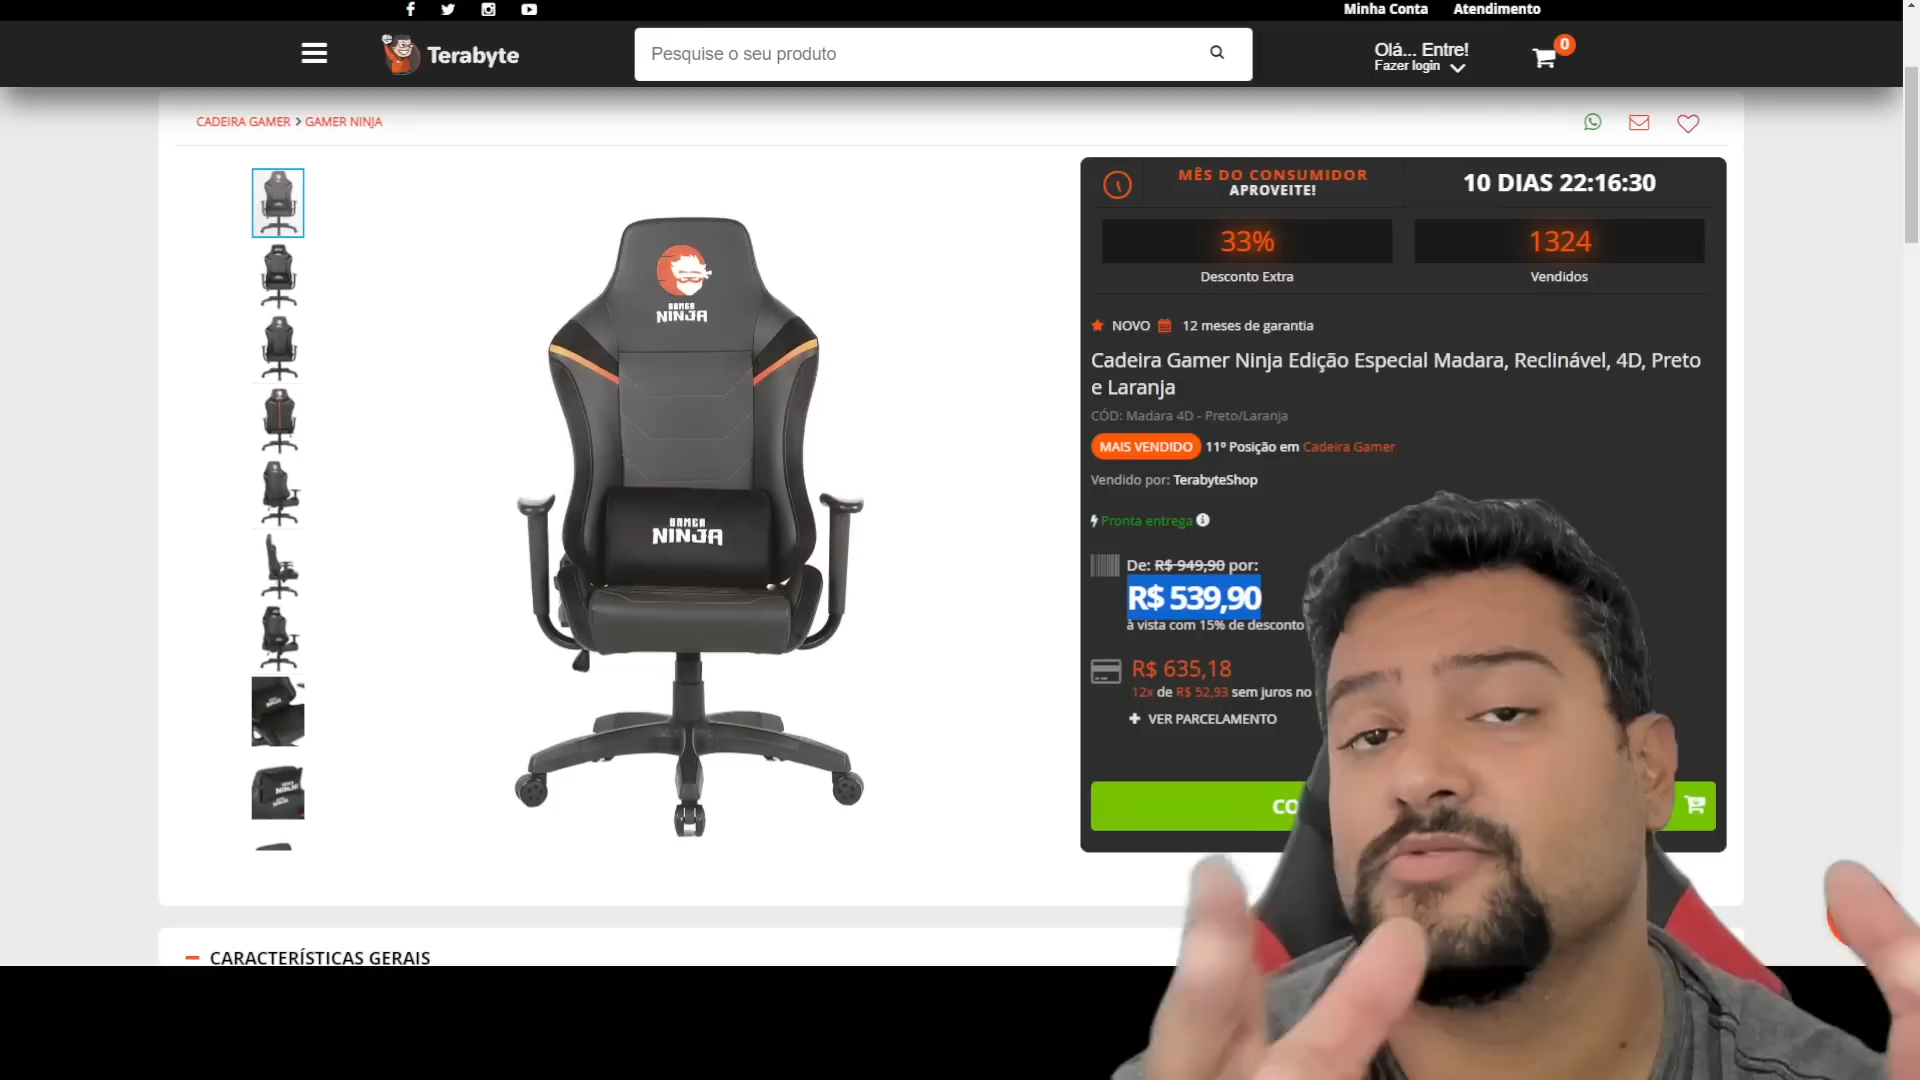 Minha Conta Atendimento
Terabyte
Pesquise o seu produto
Olá... Entre!
Fazer login
0
CADEIRA GAMER > GAMER NINJA
MÊS DO CONSUMIDOR
APROVEITE!
10 DIAS 22:16:30
33%
Desconto Extra
1324
Vendidos
NOVO 12 meses de garantia
Cadeira Gamer Ninja Edição Especial Madara, Reclinável, 4D, Preto
e Laranja
CÓD: Madara 4D - Preto/Laranja
MAIS VENDIDO 11º Posição em Cadeira Gamer
Vendido por: TerabyteShop
Pronta entrega
De: R$ 949,90 por:
R$ 539,90
à vista com 15% de desconto
R$ 635,18
12x de R$ 52,93 sem juros no
+ VER PARCELAMENTO
CO
GAMER
NINJA
GAMER
NINJA
CARACTERÍSTICAS GERAIS